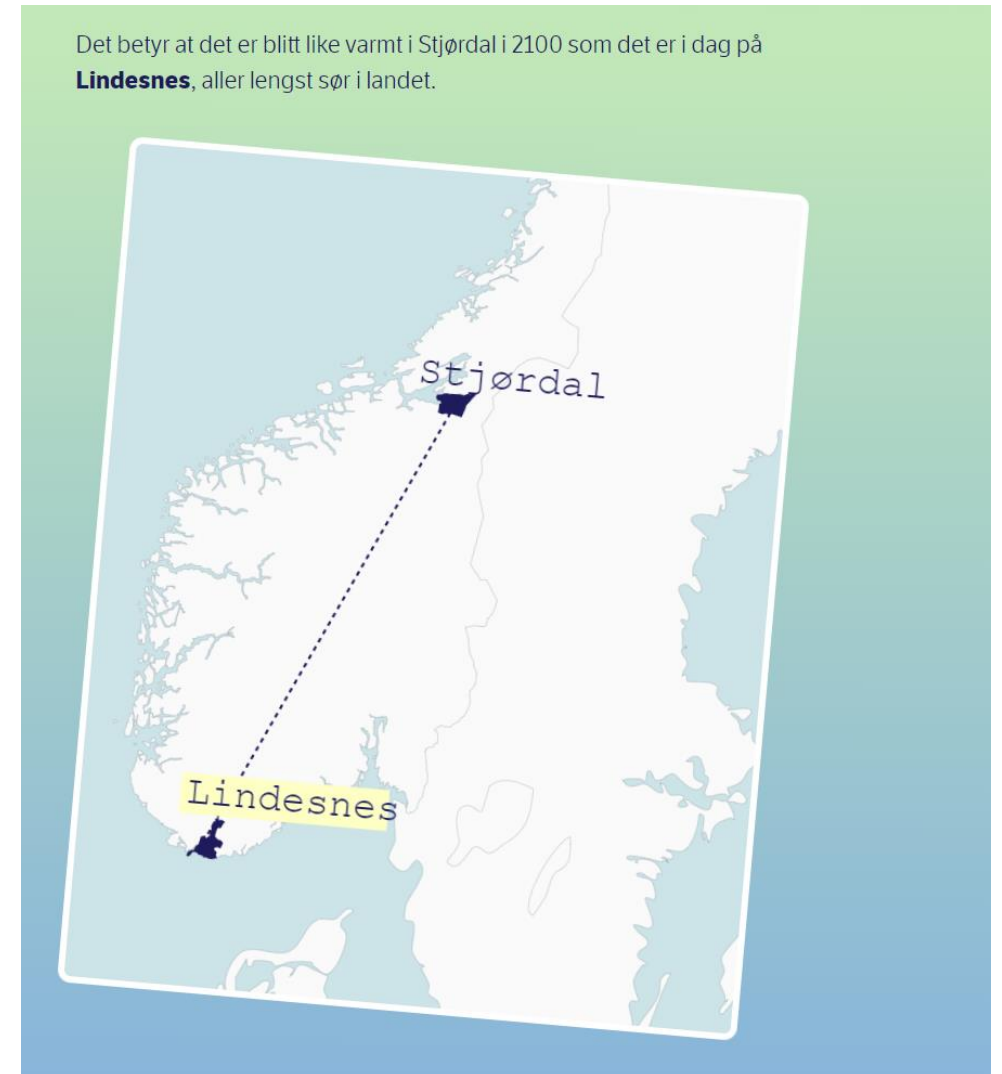 Det betyr at det er blitt like varmt i Stjørdal i 2100 som det er i dag på
Lindesnes, aller lengst sør i landet.
Stjørdal
Lindesnes